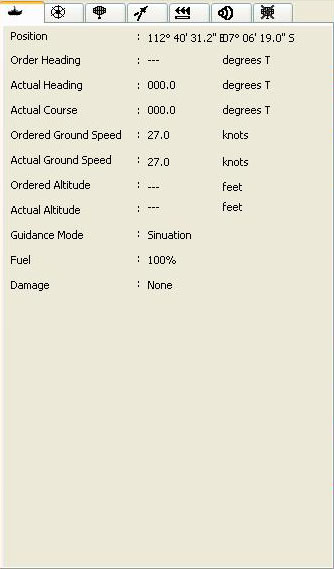 Position : 112° 40' 31.2" E 07° 06' 19.0" S
Order Heading : --- degrees T
Actual Heading : 000.0 degrees T
Actual Course : 000.0 degrees T
Ordered Ground Speed : 27.0 knots
Actual Ground Speed : 27.0 knots
Ordered Altitude : --- feet
Actual Altitude : --- feet
Guidance Mode : Sinuation
Fuel : 100%
Damage : None